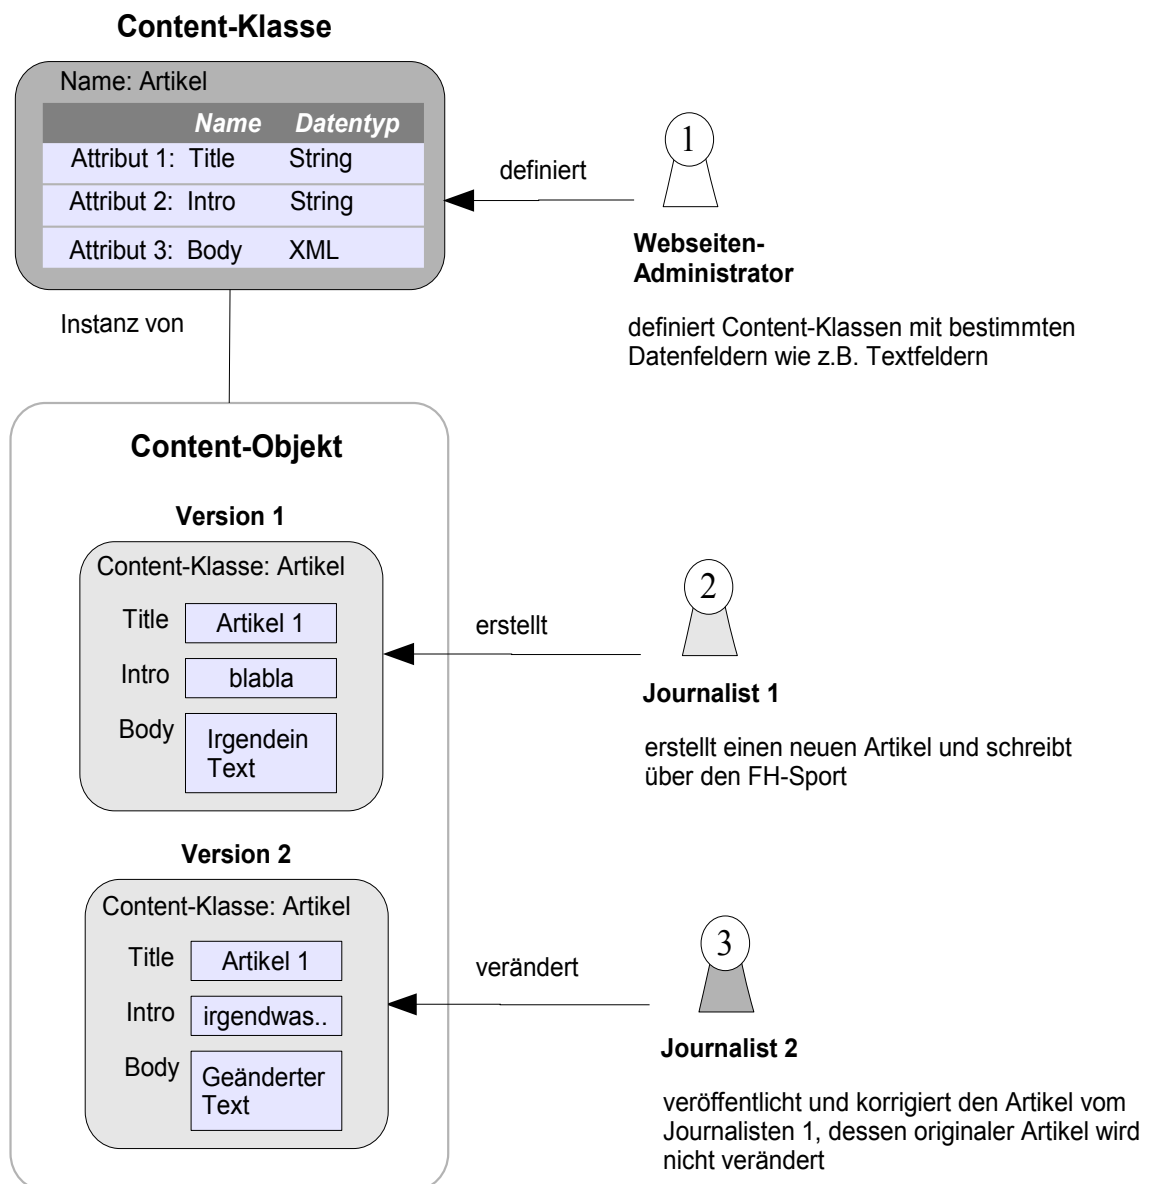 Content-Klasse
Name: Artikel
Name Datentyp
Attribut 1: Title String
Attribut 2: Intro String
Attribut 3: Body XML
definiert
1
Webseiten-
Administrator
definiert Content-Klassen mit bestimmten
Datenfeldern wie z.B. Textfeldern
Instanz von
Content-Objekt
Version 1
Content-Klasse: Artikel
Title Artikel 1
Intro blabla
Body Irgendein
Text
erstellt
2
Journalist 1
erstellt einen neuen Artikel und schreibt
über den FH-Sport
Version 2
Content-Klasse: Artikel
Title Artikel 1
Intro irgendwas..
Body Geänderter
Text
verändert
3
Journalist 2
veröffentlicht und korrigiert den Artikel vom
Journalisten 1, dessen originaler Artikel wird
nicht verändert